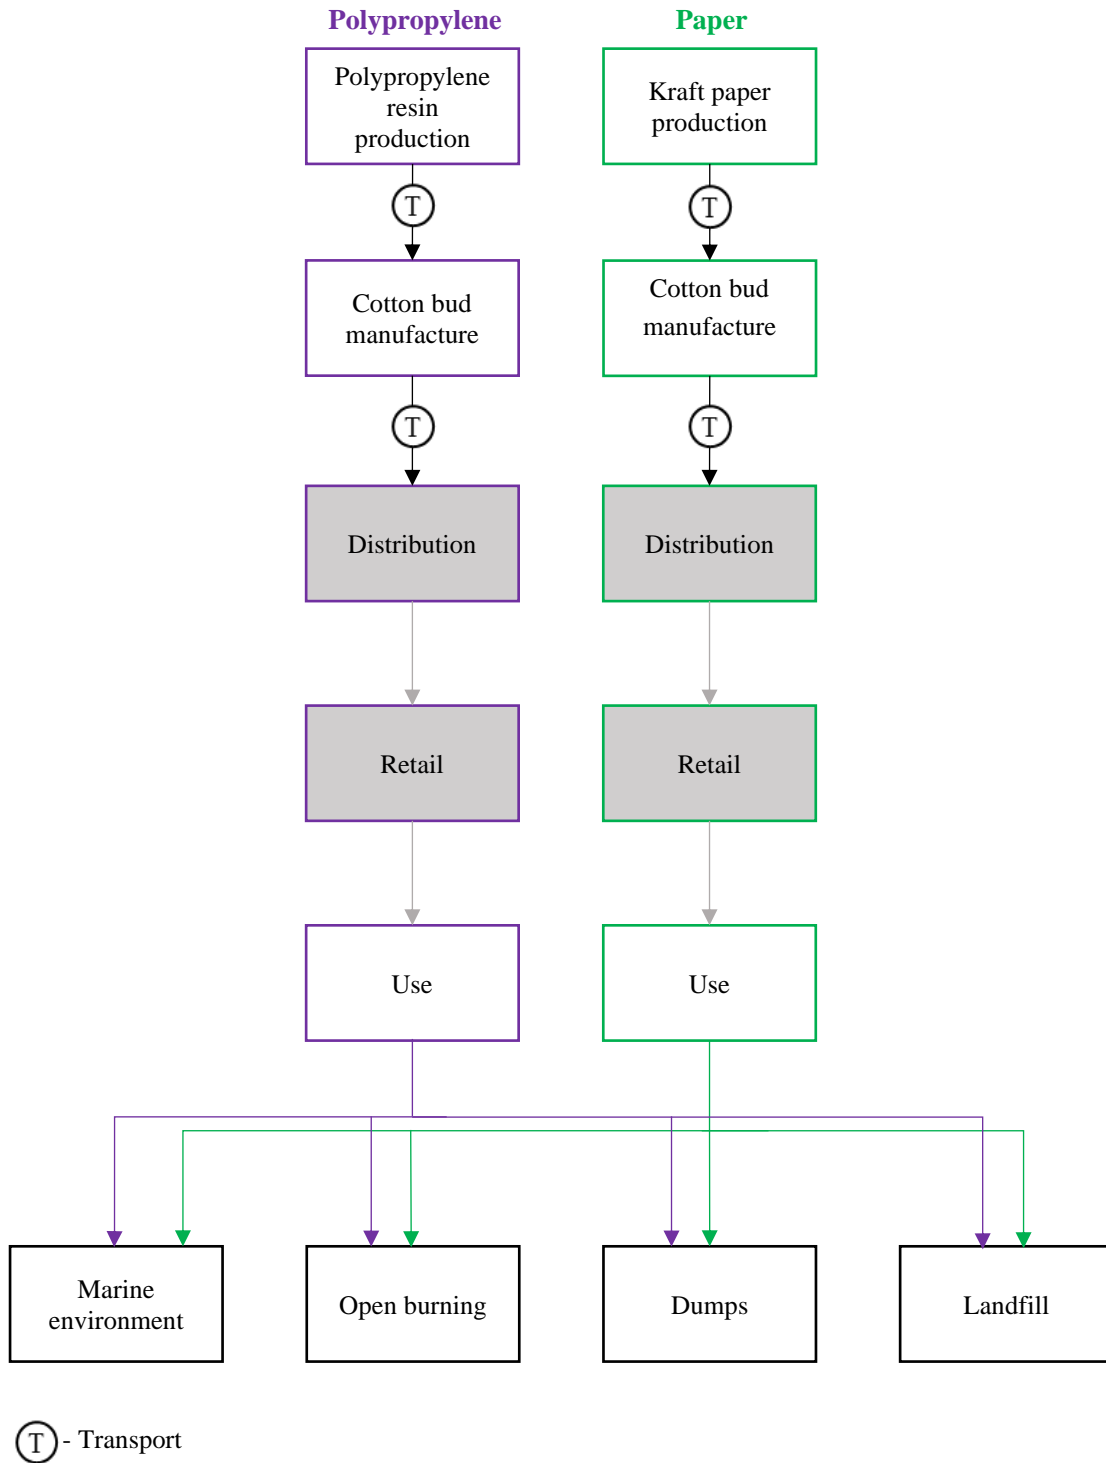 Polypropylene
Paper
Polypropylene
resin
production
Kraft paper
production
T
T
Cotton bud
manufacture
Cotton bud
manufacture
T
T
Distribution
Distribution
Retail
Retail
Use
Use
Marine
environment
Open burning
Dumps
Landfill
T - Transport